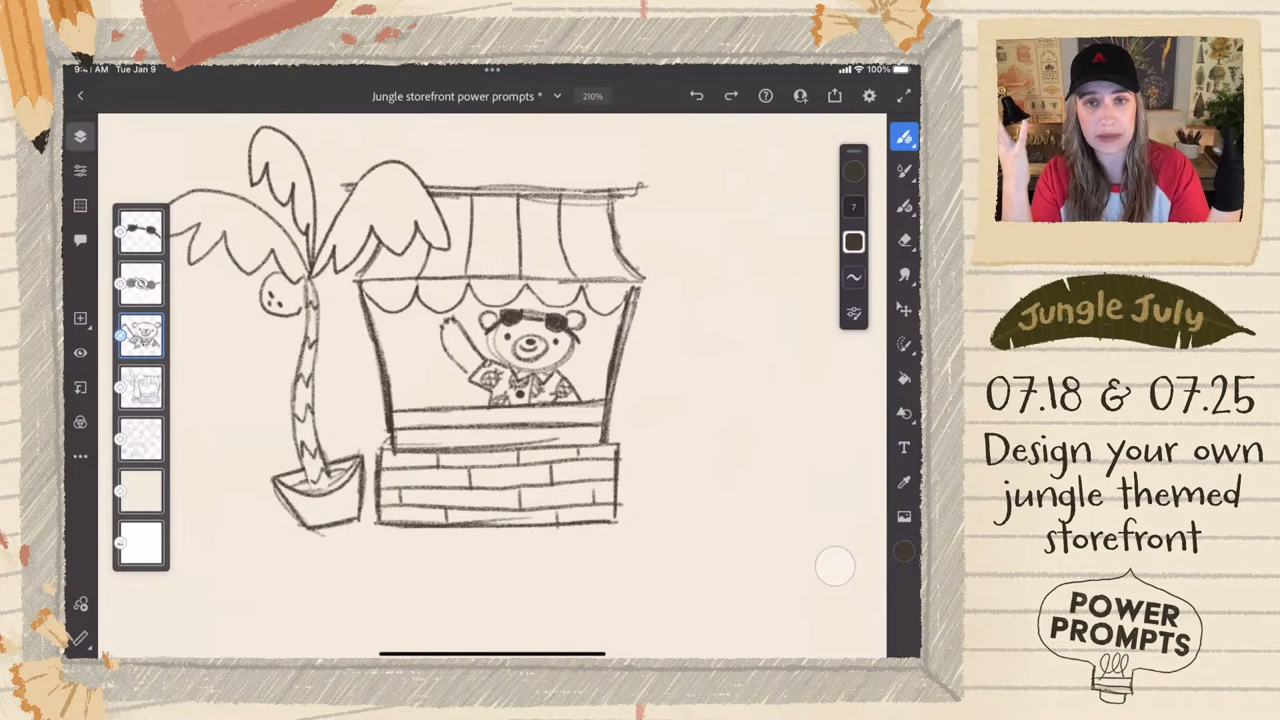 9:41 AM Tue Jan 9
100%
Jungle storefront power prompts *
210%
7
T
A
Jungle July
07.18 & 07.25
Design your own
jungle themed
storefront
POWER
PROMPTS